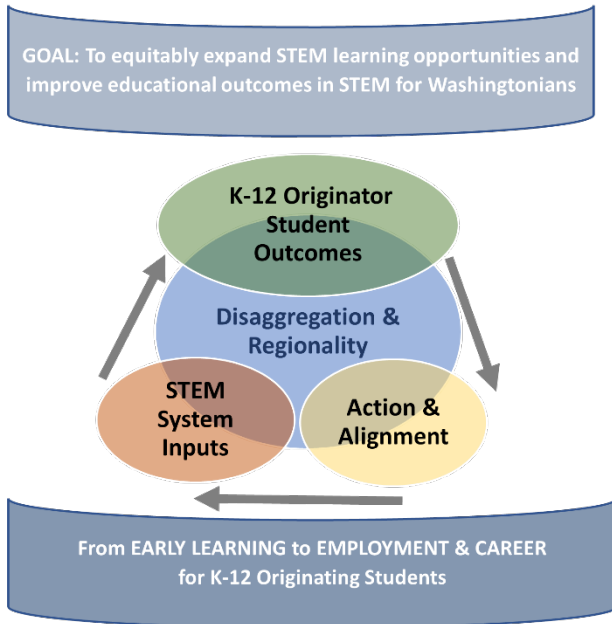 GOAL: To equitably expand STEM learning opportunities and
improve educational outcomes in STEM for Washingtonians
K-12 Originator
Student
Outcomes
Disaggregation &
Regionality
STEM
System
Inputs
Action &
Alignment
From EARLY LEARNING to EMPLOYMENT & CAREER
for K-12 Originating Students